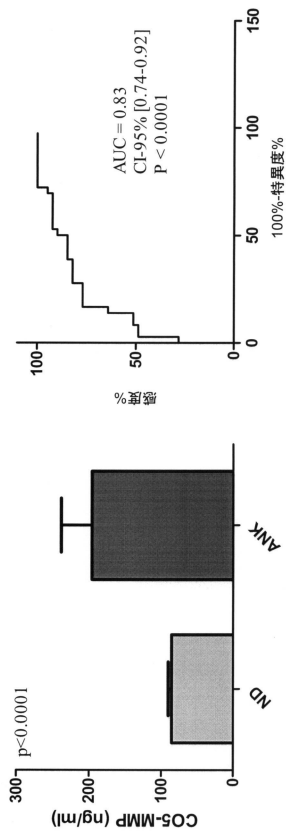 p<0.0001
CO5-MMP (ng/ml)
300
200
100
0
ND
ANK
感度%
100
50
0
AUC = 0.83
CI-95% [0.74-0.92]
P < 0.0001
0
50
100
150
100%-特異度%